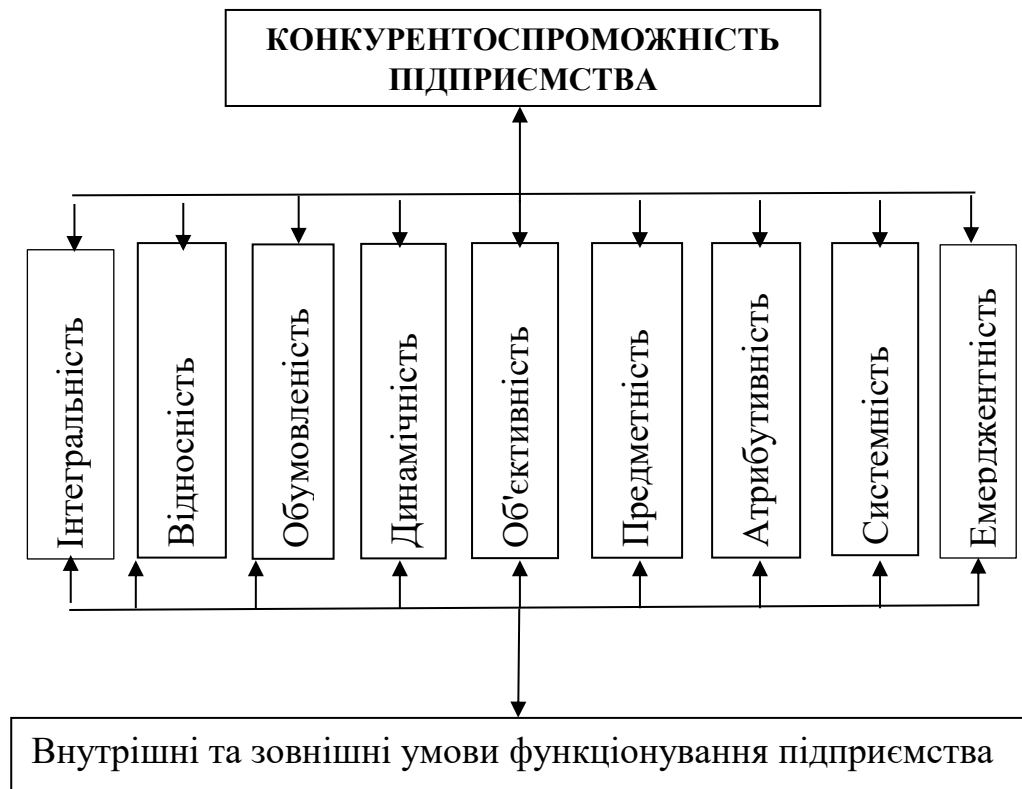 КОНКУРЕНТОСПРОМОЖНІСТЬ
ПІДПРИЄМСТВА
Інтегральність
Відносність
Обумовленість
Динамічність
Об'єктивність
Предметність
Атрибутивність
Системність
Емерджентність
Внутрішні та зовнішні умови функціонування підприємства